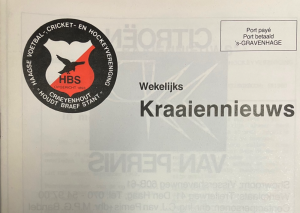 HAAGSE VOETBAL- CRICKET- EN HOCKEYVERENIGING
HBS
CRAEYENHOUT
"HOUDT BRAEF STANT"
Port payé
Port betaald
's-GRAVENHAGE
Wekelijks
Kraaiennieuws
CITROËN
VAN PERNIS